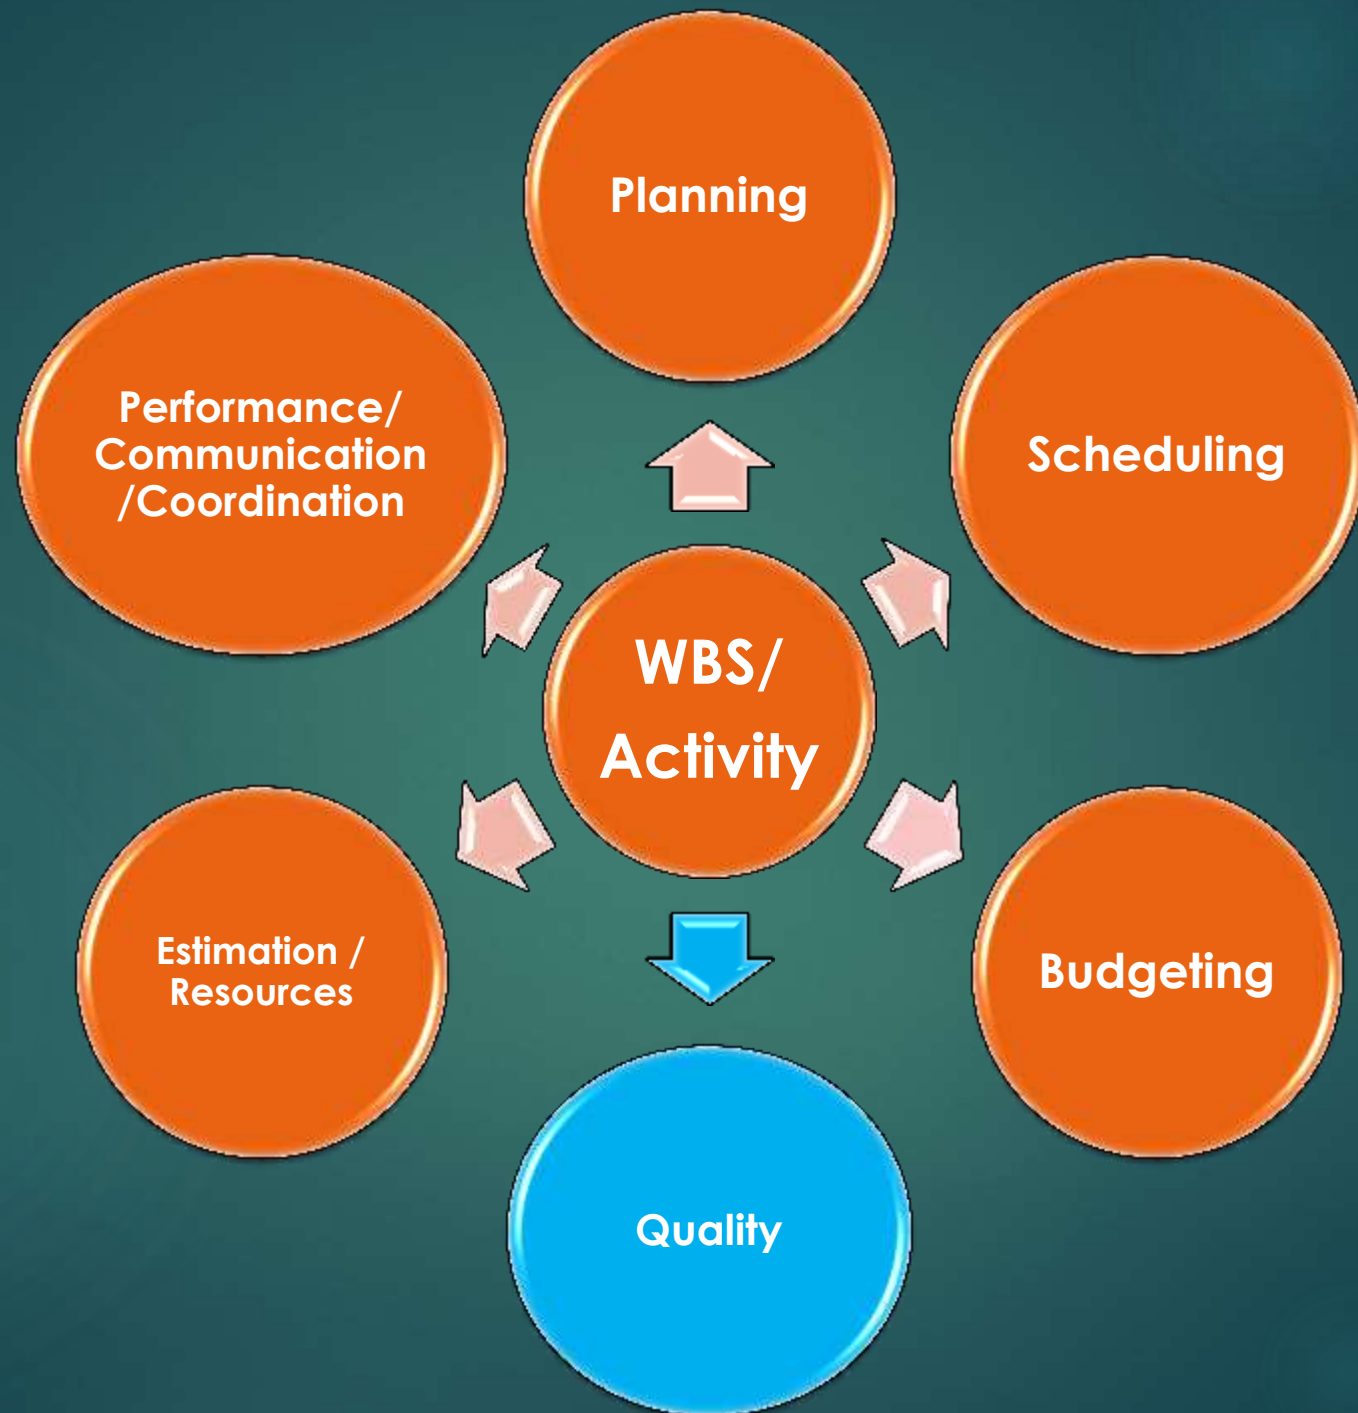 Planning
Performance/
Communication
/Coordination
Scheduling
WBS/
Activity
Estimation /
Resources
Budgeting
Quality